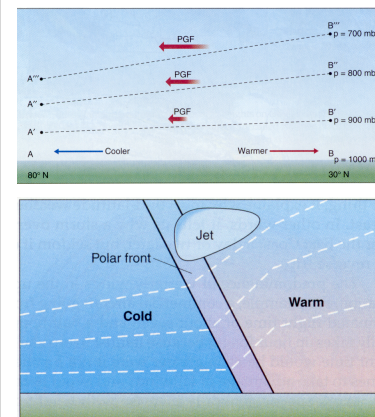 PGF
B'''
p = 700 mb
A'''
PGF
B''
p = 800 mb
A''
PGF
B'
p = 900 mb
A'
A
Cooler
Warmer
B
p = 1000 m
80° N
30° N
Jet
Polar front
Cold
Warm